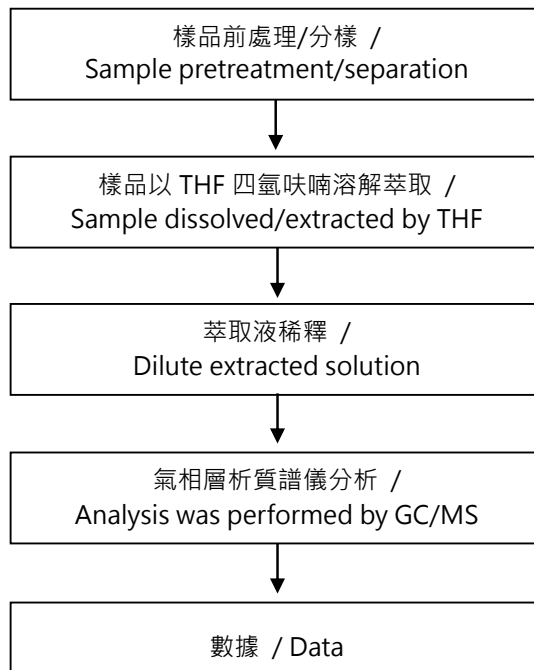 樣品前處理/分樣 /
Sample pretreatment/separation
樣品以 THF 四氫呋喃溶解萃取 /
Sample dissolved/extracted by THF
萃取液稀釋 /
Dilute extracted solution
氣相層析質譜儀分析 /
Analysis was performed by GC/MS
數據 / Data